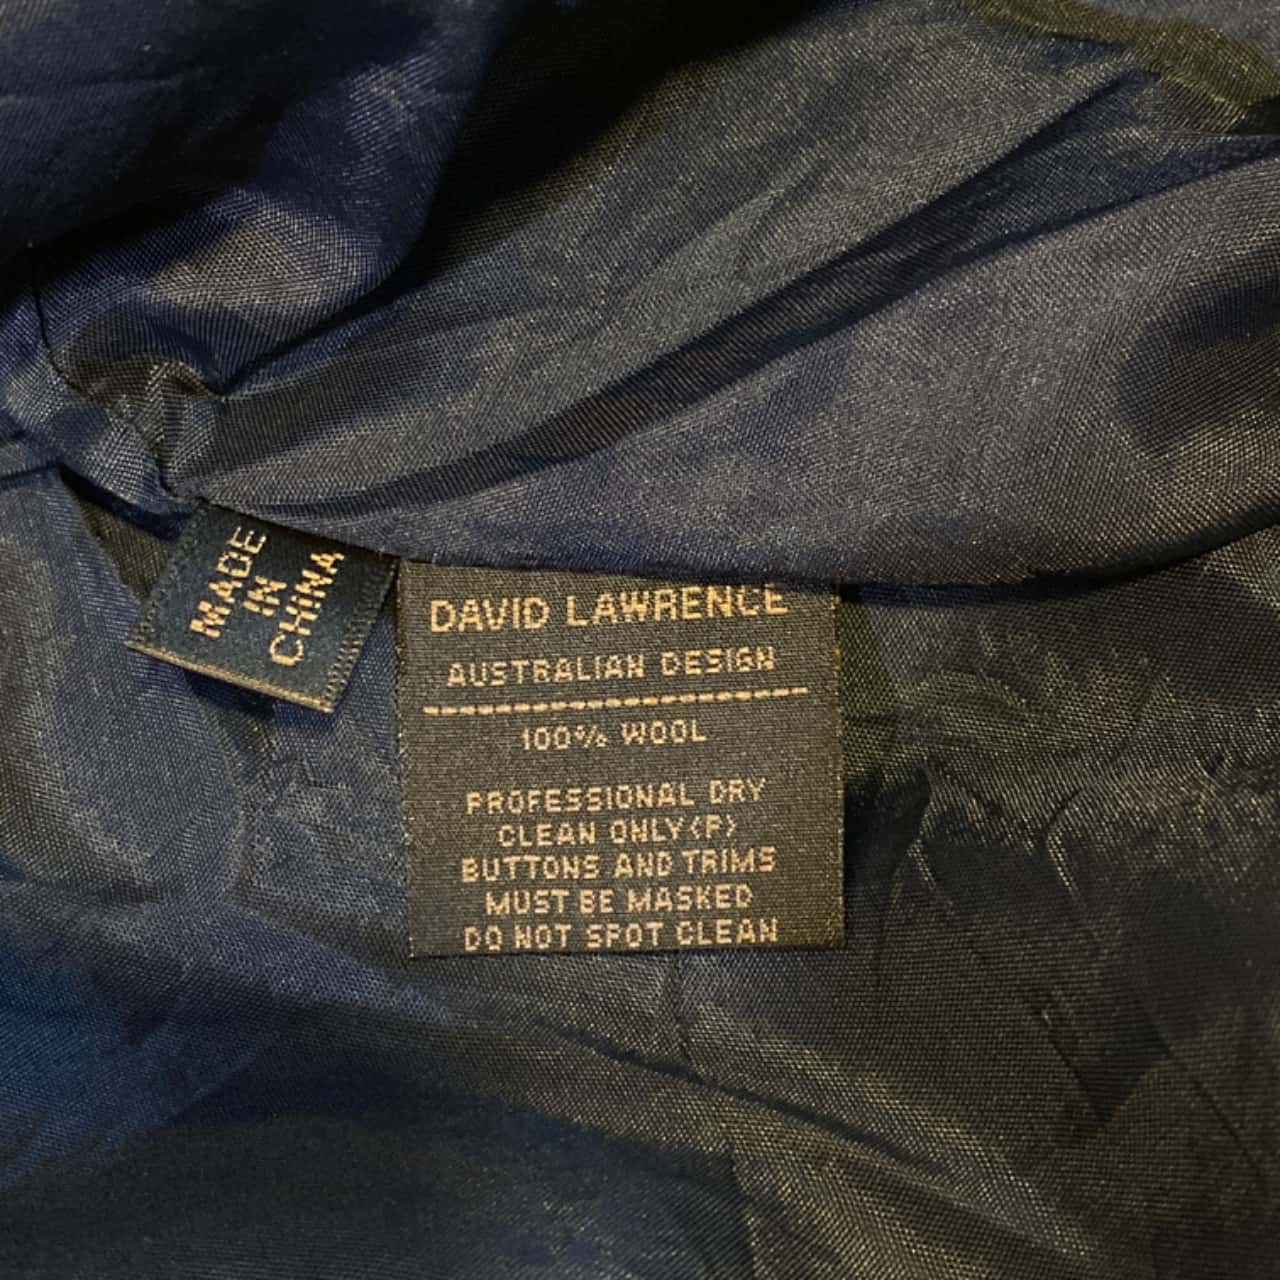 MADE
IN
CHINA
DAVID LAWRENCE
AUSTRALIAN DESIGN
100% WOOL
PROFESSIONAL DRY
CLEAN ONLY(P)
BUTTONS AND TRIMS
MUST BE MASKED
DO NOT SPOT CLEAN